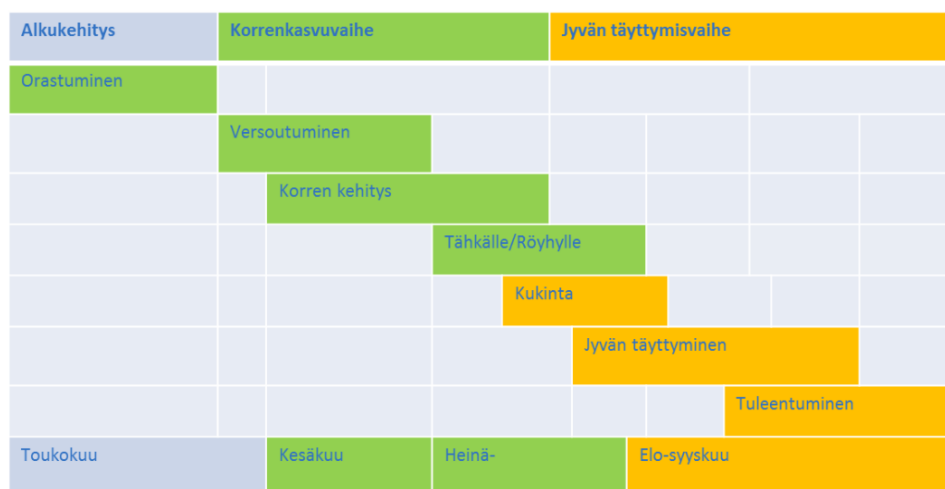 Alkukehitys Korrenkasvuvaihe Jyvän täyttymisvaihe
Orastuminen
Versoutuminen
Korren kehitys
Tähkälle/Röyhylle
Kukinta
Jyvän täyttyminen
Tuleentuminen
Toukokuu Kesäkuu Heinä- Elo-syyskuu